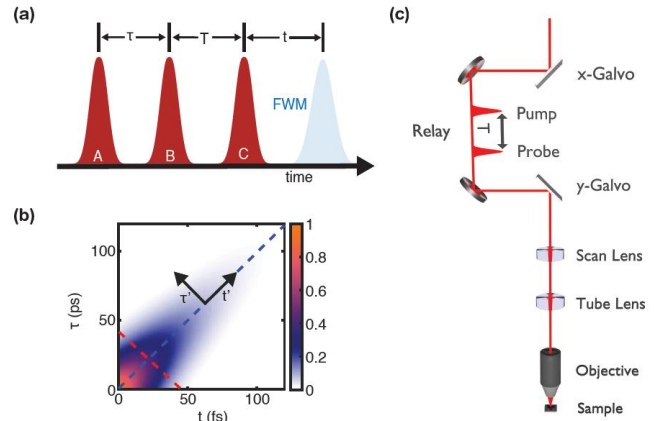 (a)
τ
T
t
FWM
A
B
C
time
(b)
120
100
50
0
τ (ps)
τ'
t'
0
50
100
t (fs)
1
0.8
0.6
0.4
0.2
0
(c)
x-Galvo
Relay
Pump
T
Probe
y-Galvo
Scan Lens
Tube Lens
Objective
Sample